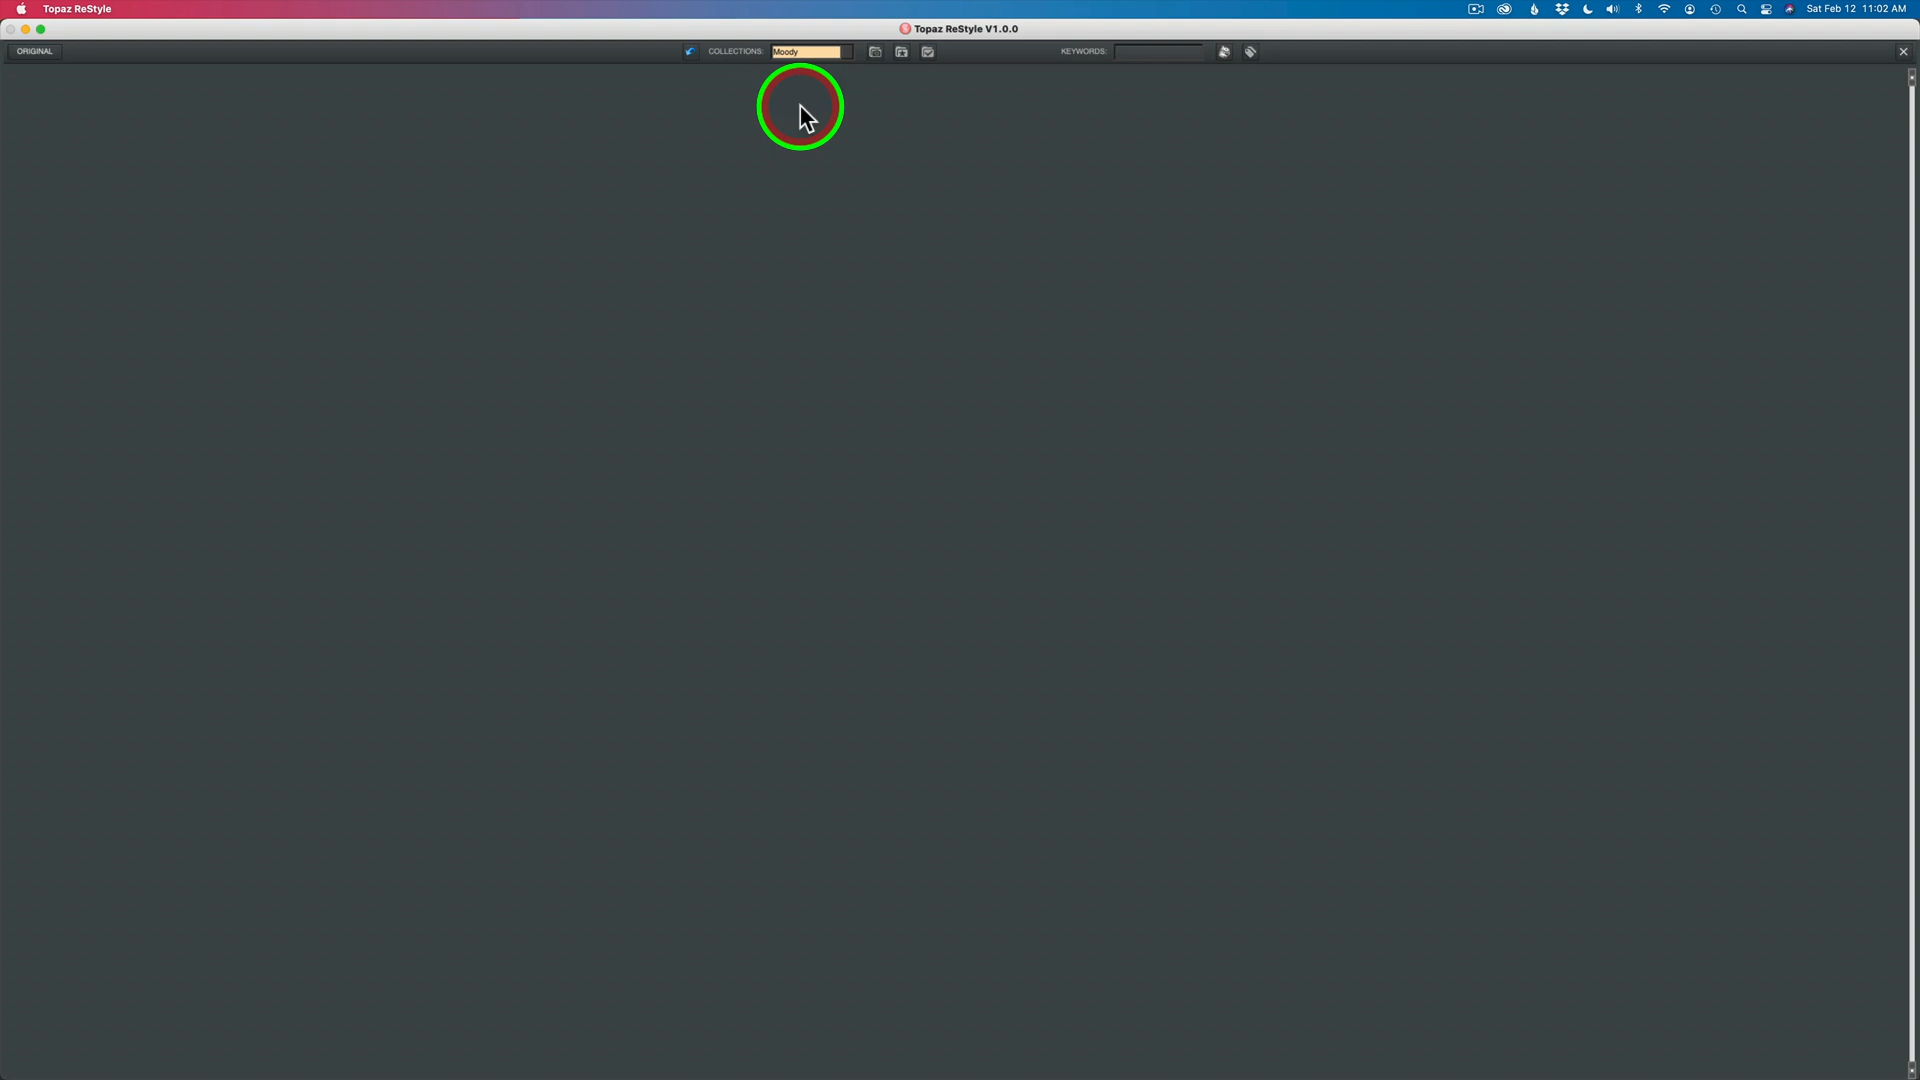 Topaz ReStyle
Sat Feb 12 11:02 AM
Topaz ReStyle V1.0.0
ORIGINAL
COLLECTIONS:
Moody
KEYWORDS: